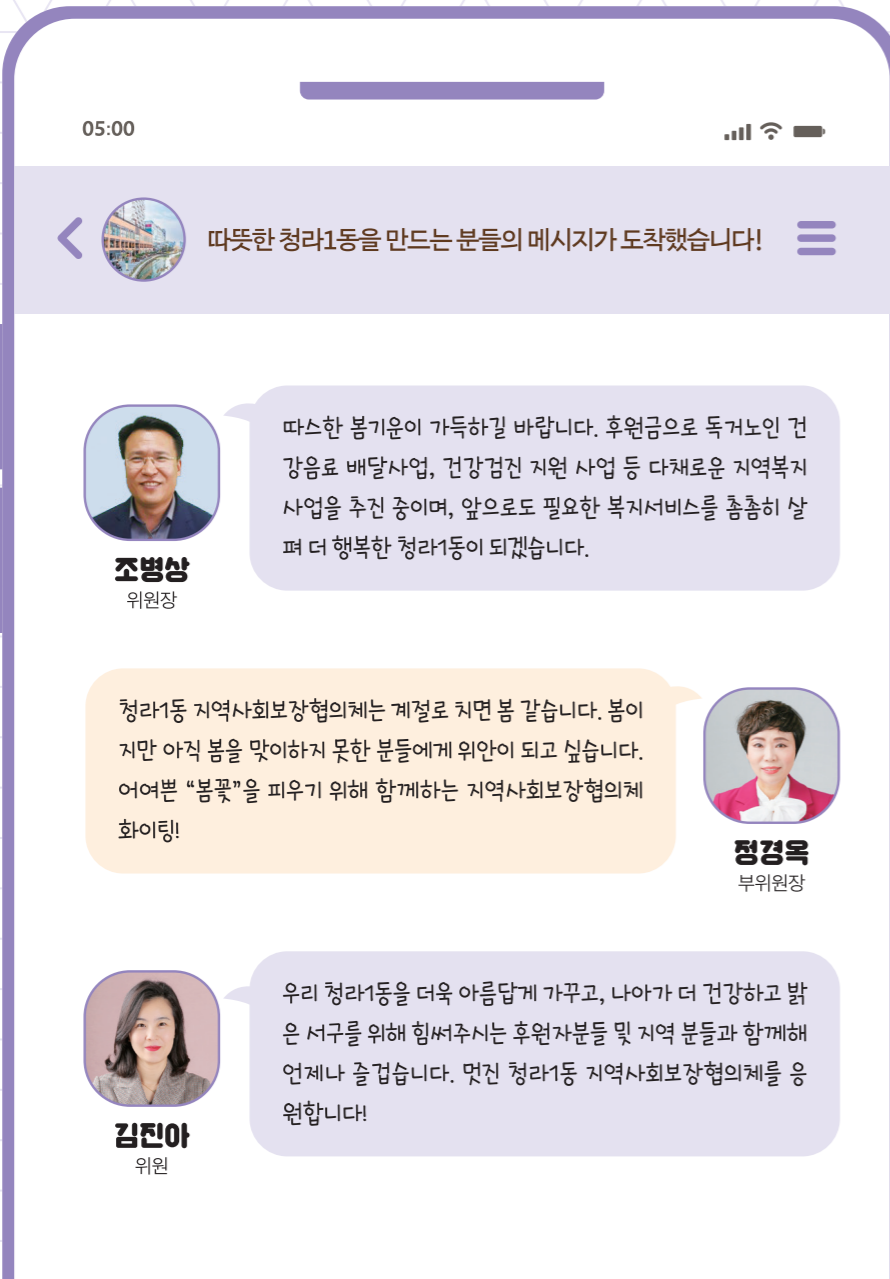 05:00
따뜻한 청라1동을 만드는 분들의 메시지가 도착했습니다!
따스한 봄기운이 가득하길 바랍니다. 후원금으로 독거노인 건
강음료 배달사업, 건강검진 지원 사업 등 다채로운 지역복지
사업을 추진 중이며, 앞으로도 필요한 복지서비스를 촘촘히 살
펴 더 행복한 청라1동이 되겠습니다.
조병상
위원장
청라1동 지역사회보장협의체는 계절로 치면 봄 같습니다. 봄이
지만 아직 봄을 맞이하지 못한 분들에게 위안이 되고 싶습니다.
어여쁜 “봄꽃”을 피우기 위해 함께하는 지역사회보장협의체
화이팅!
정경옥
부위원장
우리 청라1동을 더욱 아름답게 가꾸고, 나아가 더 건강하고 밝
은 서구를 위해 힘써주시는 후원자분들 및 지역 분들과 함께해
언제나 즐겁습니다. 멋진 청라1동 지역사회보장협의체를 응
원합니다!
김진아
위원